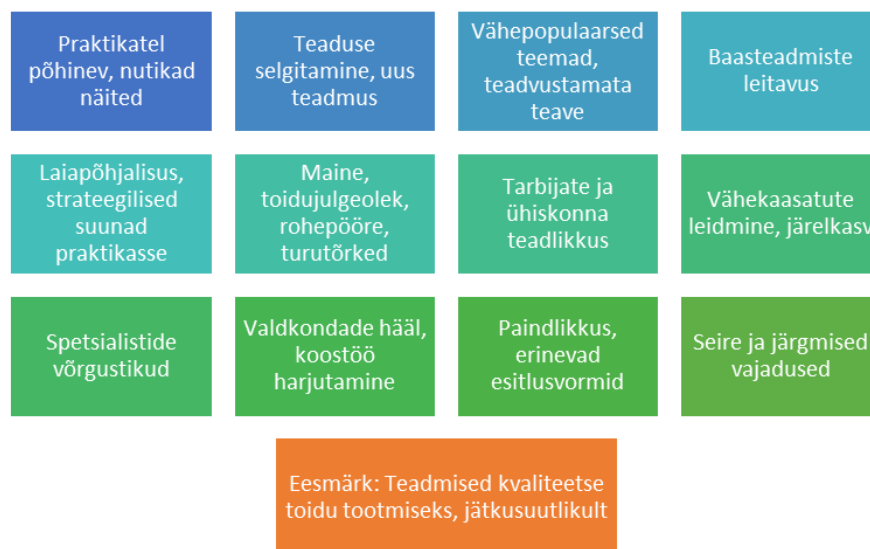 Praktikatel
põhinev, nutikad
näited
Teaduse
selgitamine, uus
teadmus
Vähepopulaarsed
teemad,
teadvustamata
teave
Baasteadmiste
leitavus
Laiapõhjalisus,
strateegilised
suunad
praktikasse
Maine,
toidujulgeolek,
rohepööre,
turutõrked
Tarbijate ja
ühiskonna
teadlikkus
Vähekaasatute
leidmine, järelkasv
Spetsialistide
võrgustikud
Valdkondade hääl,
koostöö
harjutamine
Paindlikkus,
erinevad
esitlusvormid
Seire ja järgmised
vajadused
Eesmärk: Teadmised kvaliteetse
toidu tootmiseks, jätkusuutlikult